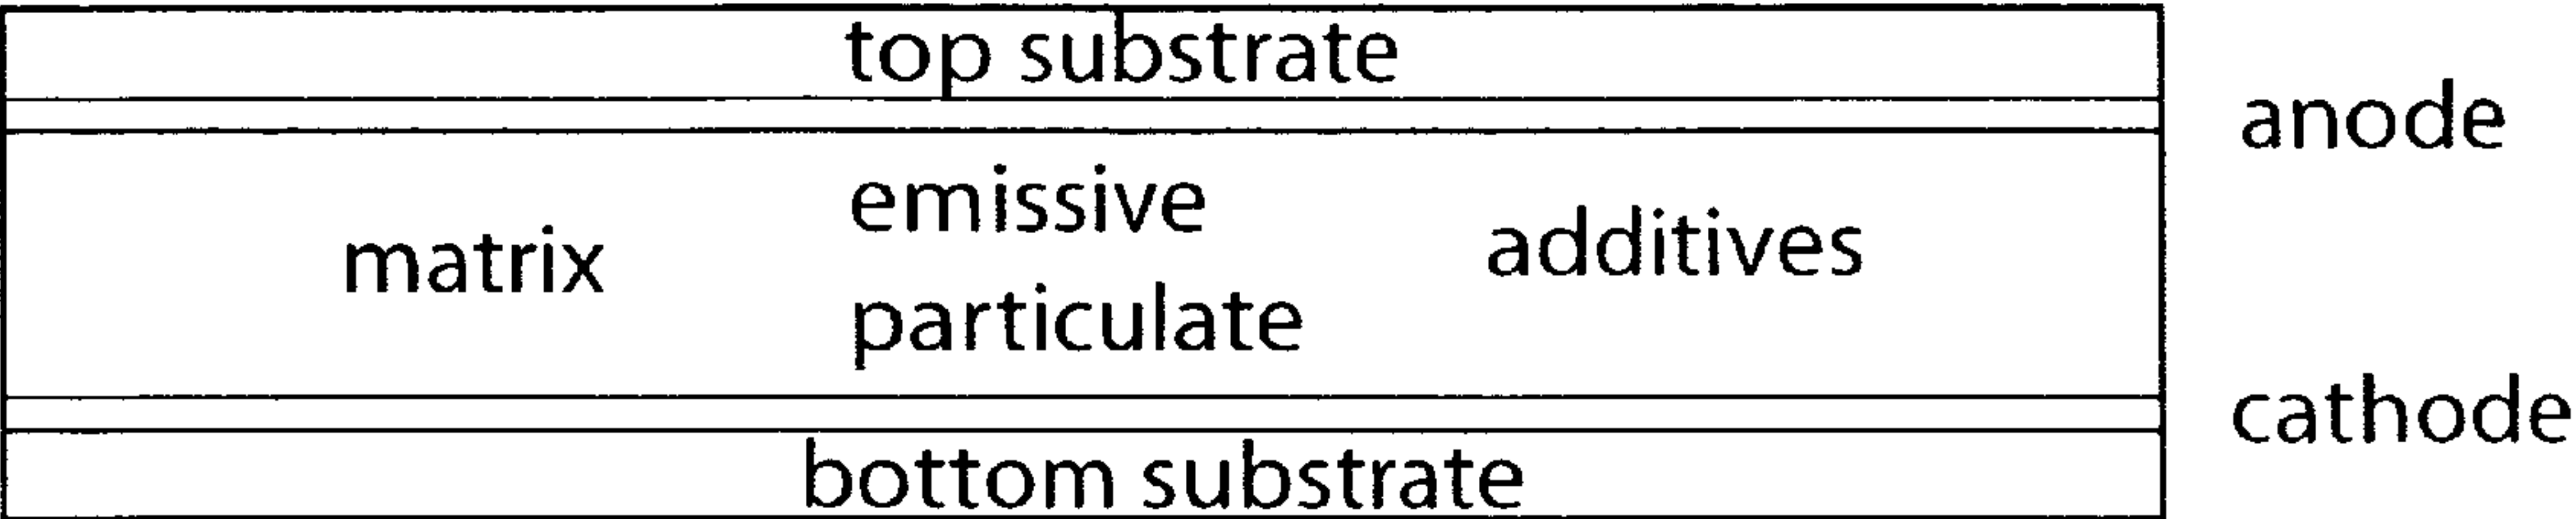 top substrate
anode
emissive
matrix
additives
particulate
cathode
bottom substrate